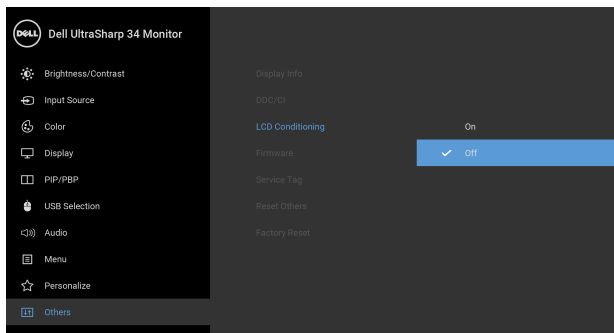 DELL Dell UltraSharp 34 Monitor
Brightness/Contrast
Input Source
Color
Display
PIP/PBP
USB Selection
Audio
Menu
Personalize
Others
Display Info
DDC/CI
LCD Conditioning
Firmware
Service Tag
Reset Others
Factory Reset
On
Off